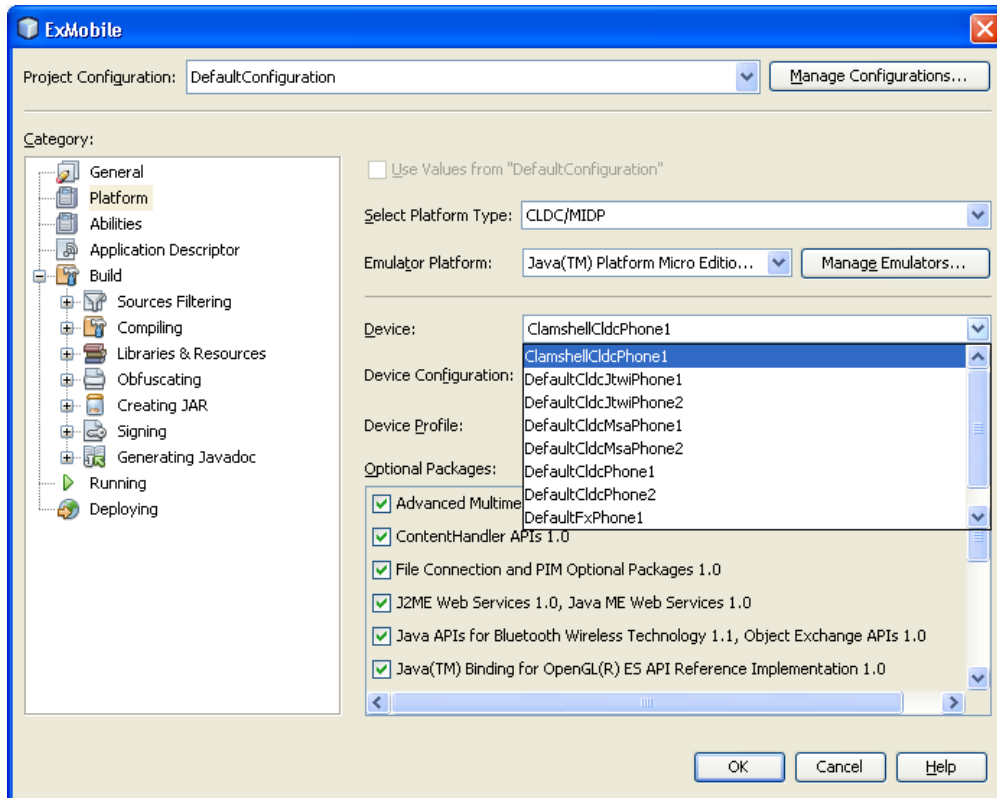 ExMobile
Project Configuration: DefaultConfiguration Manage Configurations...
Category:
General
Platform
Abilities
Application Descriptor
Build
Sources Filtering
Compiling
Libraries & Resources
Obfuscating
Creating JAR
Signing
Generating Javadoc
Running
Deploying
Use Values from "DefaultConfiguration"
Select Platform Type: CLDC/MIDP
Emulator Platform: Java(TM) Platform Micro Editio... Manage Emulators...
Device: ClamshellCldcPhone1
ClamshellCldcPhone1
DefaultCldcJtwiPhone1
DefaultCldcJtwiPhone2
DefaultCldcMsaPhone1
DefaultCldcMsaPhone2
DefaultCldcPhone1
DefaultCldcPhone2
DefaultFxPhone1
Device Configuration:
Device Profile:
Optional Packages:
Advanced Multime
ContentHandler APIs 1.0
File Connection and PIM Optional Packages 1.0
J2ME Web Services 1.0, Java ME Web Services 1.0
Java APIs for Bluetooth Wireless Technology 1.1, Object Exchange APIs 1.0
Java(TM) Binding for OpenGL(R) ES API Reference Implementation 1.0
OK Cancel Help